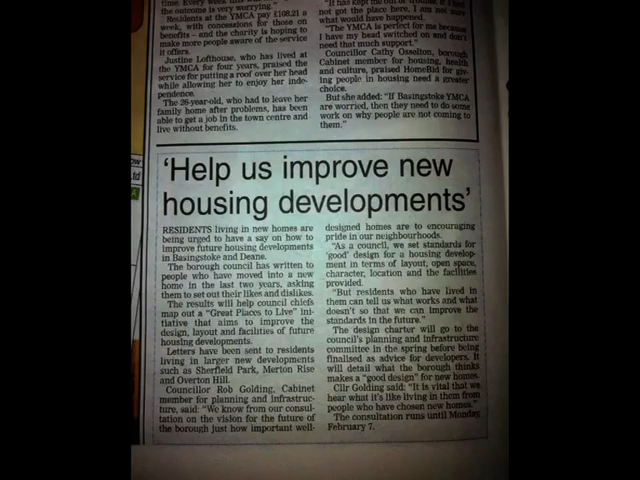 time. Every week this
the outcome is very worrying."
Residents at the YMCA pay £168.21 a
week, with concessions for those on
benefits – and the charity is hoping to
make more people aware of the service
it offers.
Justine Lofthouse, who has lived at
the YMCA for four years, praised the
service for putting a roof over her head
while allowing her to enjoy her inde-
pendence.
The 26-year-old, who had to leave her
family home after problems, has been
able to get a job in the town centre and
live without benefits.
"It has kept me out of trouble. If I had
not got the place here, I am not sure
what would have happened.
"The YMCA is perfect for me because
I have my head switched on and don't
need that much support."
Councillor Cathy Osselton, borough
Cabinet member for housing, health
and culture, praised HomeBid for giv-
ing people in housing need a greater
choice.
But she added: "If Basingstoke YMCA
are worried, then they need to do some
work on why people are not coming to
them."
'Help us improve new
housing developments'
RESIDENTS living in new homes are
being urged to have a say on how to
improve future housing developments
in Basingstoke and Deane.
The borough council has written to
people who have moved into a new
home in the last two years, asking
them to set out their likes and dislikes.
The results will help council chiefs
map out a "Great Places to Live" ini-
tiative that aims to improve the
design, layout and facilities of future
housing developments.
Letters have been sent to residents
living in larger new developments
such as Sherfield Park, Merton Rise
and Overton Hill.
Councillor Rob Golding, Cabinet
member for planning and infrastruc-
ture, said: "We know from our consul-
tation on the vision for the future of
the borough just how important well-
designed homes are to encouraging
pride in our neighbourhoods.
"As a council, we set standards for
'good' design for a housing develop-
ment in terms of layout, open space,
character, location and the facilities
provided.
"But residents who have lived in
them can tell us what works and what
doesn't so that we can improve the
standards in the future."
The design charter will go to the
council's planning and infrastructure
committee in the spring before being
finalised as advice for developers. It
will detail what the borough thinks
makes a "good design" for new homes.
Cllr Golding said: "It is vital that we
hear what it's like living in them from
people who have chosen new homes."
The consultation runs until Monday,
February 7.
ow
Ltd